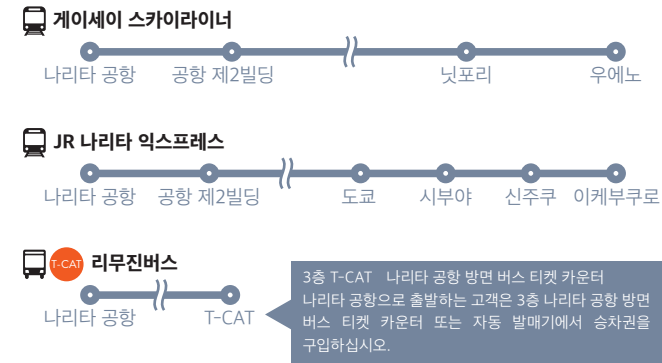 게이세이 스카이라이너
나리타 공항 공항 제2빌딩 닛포리 우에노
JR 나리타 익스프레스
나리타 공항 공항 제2빌딩 도쿄 시부야 신주쿠 이케부쿠로
T-CAT 리무진버스
나리타 공항 T-CAT
3층 T-CAT 나리타 공항 방면 버스 티켓 카운터
나리타 공항으로 출발하는 고객은 3층 나리타 공항 방면
버스 티켓 카운터 또는 자동 발매기에서 승차권을
구입하십시오.